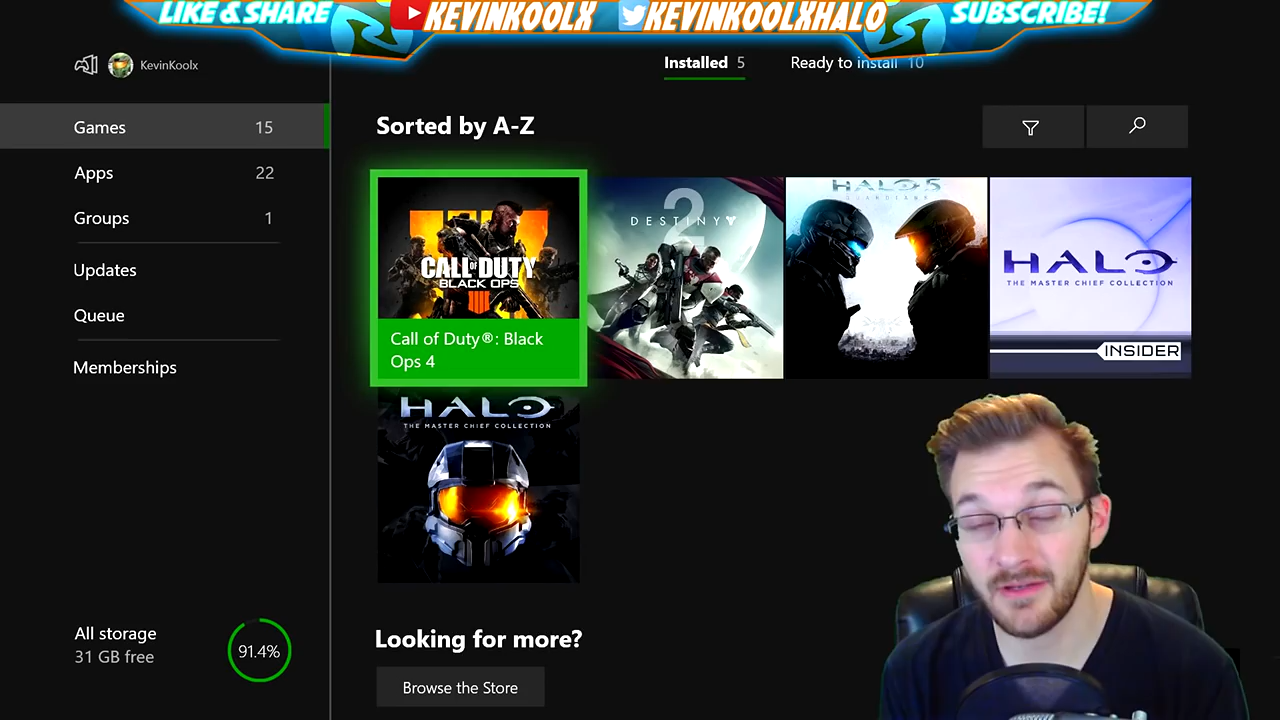 LIKE & SHARE KEVINKOOLX KEVINKOOLXHALO SUBSCRIBE!
KevinKoolx
Installed 5 Ready to install 10
Games 15
Apps 22
Groups 1
Updates
Queue
Memberships
All storage
31 GB free
91.4%
Sorted by A-Z
CALL OF DUTY
BLACK OPS
IIII
Call of Duty®: Black
Ops 4
2
DESTINY
HALO 5
GUARDIANS
HALO
THE MASTER CHIEF COLLECTION
INSIDER
HALO
THE MASTER CHIEF COLLECTION
Looking for more?
Browse the Store